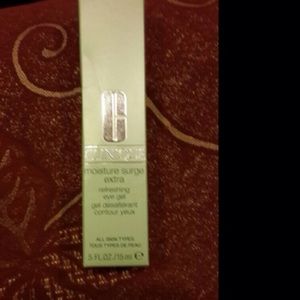 CLINIQUE
moisture surge
extra
refreshing
eye gel
gel désaltérant
contour yeux
ALL SKIN TYPES
TOUS TYPES DE PEAU
.5 FL.OZ./15 ml ℮